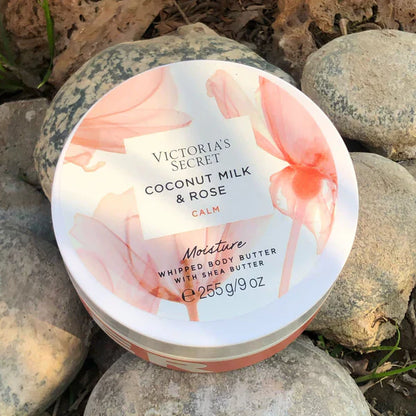 VICTORIA'S
SECRET
COCONUT MILK
& ROSE
CALM
Moisture
WHIPPED BODY BUTTER
WITH SHEA BUTTER
℮ 255 g/9 oz